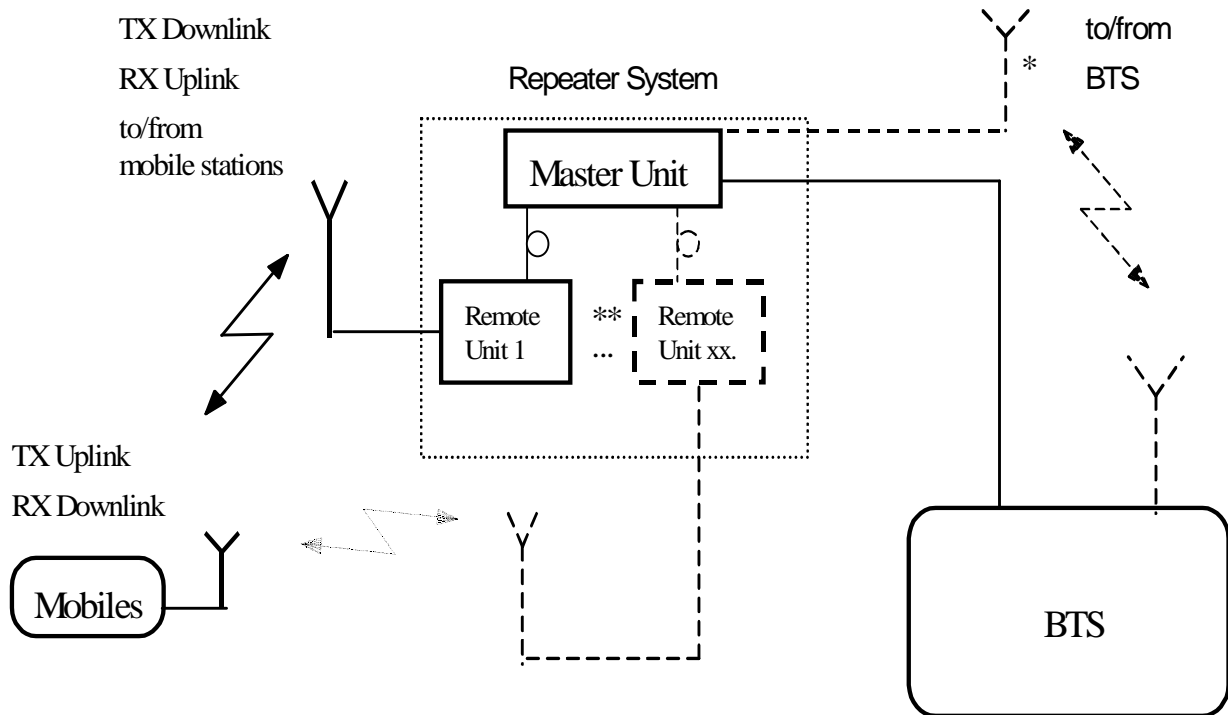 TX Downlink
RX Uplink
to/from
mobile stations
Repeater System
*
to/from
BTS
Master Unit
Remote
Unit 1
**
...
Remote
Unit xx.
TX Uplink
RX Downlink
Mobiles
BTS